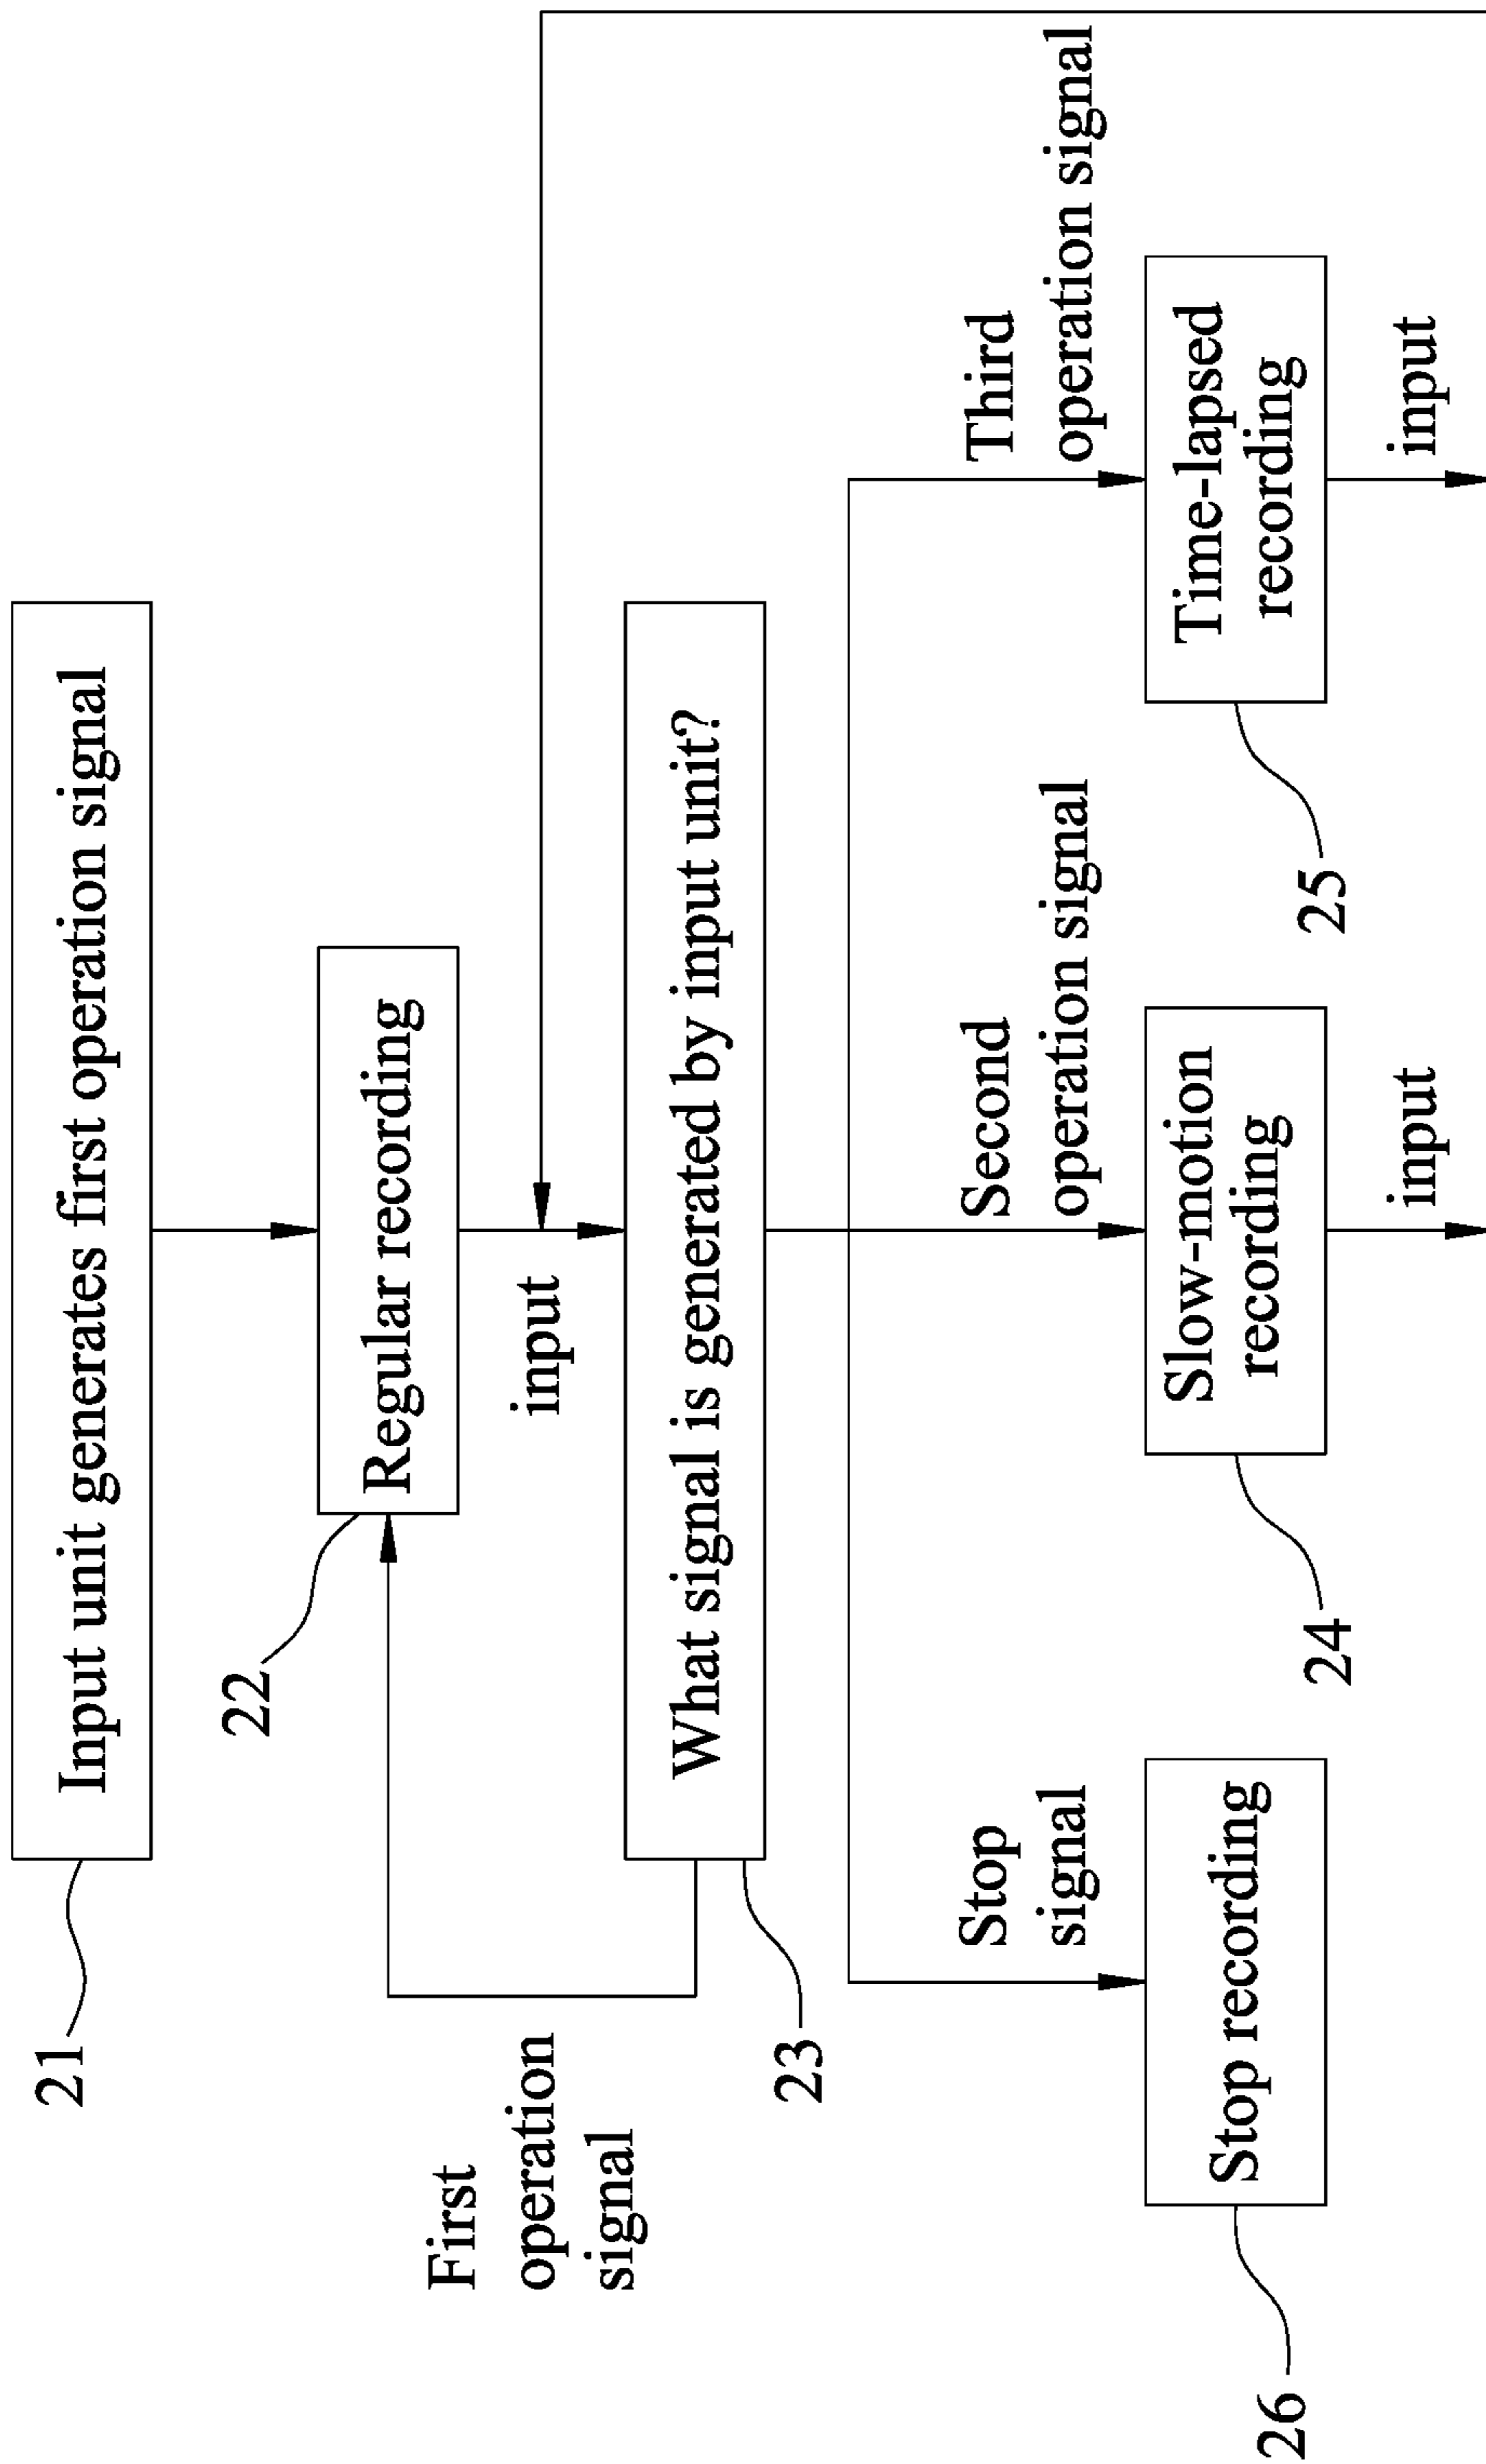 21
Input unit generates first operation signal
22
Regular recording
First
operation
signal
input
23
What signal is generated by input unit?
Stop
signal
Second
operation signal
Third
operation signal
26
Stop recording
24
Slow-motion
recording
25
Time-lapsed
recording
input
input